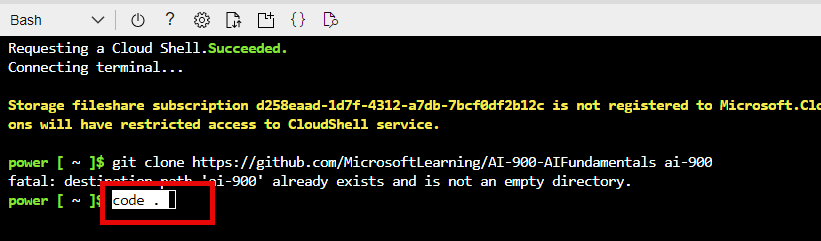 Bash
Requesting a Cloud Shell.Succeeded.
Connecting terminal...
Storage fileshare subscription d258eaad-1d7f-4312-a7db-7bcf0df2b12c is not registered to Microsoft.Clo
ons will have restricted access to CloudShell service.
power [ ~ ]$ git clone https://github.com/MicrosoftLearning/AI-900-AIFundamentals ai-900
fatal: destination path 'ai-900' already exists and is not an empty directory.
power [ ~ ]$ code .